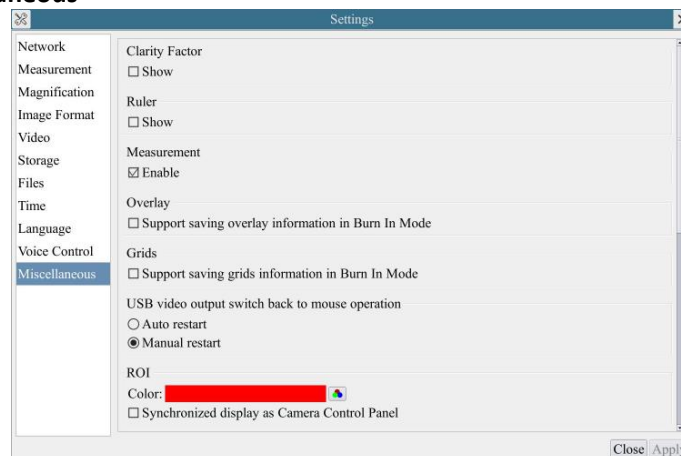 Settings
Network
Measurement
Magnification
Image Format
Video
Storage
Files
Time
Language
Voice Control
Miscellaneous
Clarity Factor
Show
Ruler
Show
Measurement
Enable
Overlay
Support saving overlay information in Burn In Mode
Grids
Support saving grids information in Burn In Mode
USB video output switch back to mouse operation
Auto restart
Manual restart
ROI
Color:
Synchronized display as Camera Control Panel
Close Apply